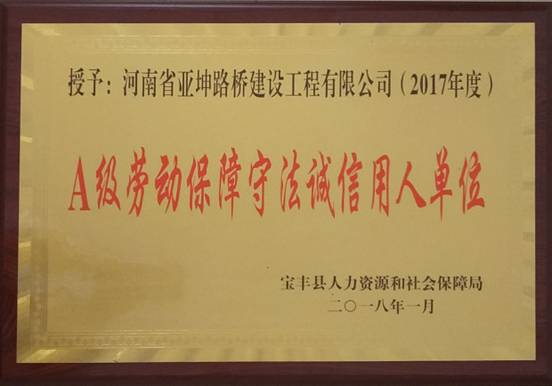 授予：河南省亚坤路桥建设工程有限公司（2017年度）
A级劳动保障守法诚信用人单位
宝丰县人力资源和社会保障局
二〇一八年一月